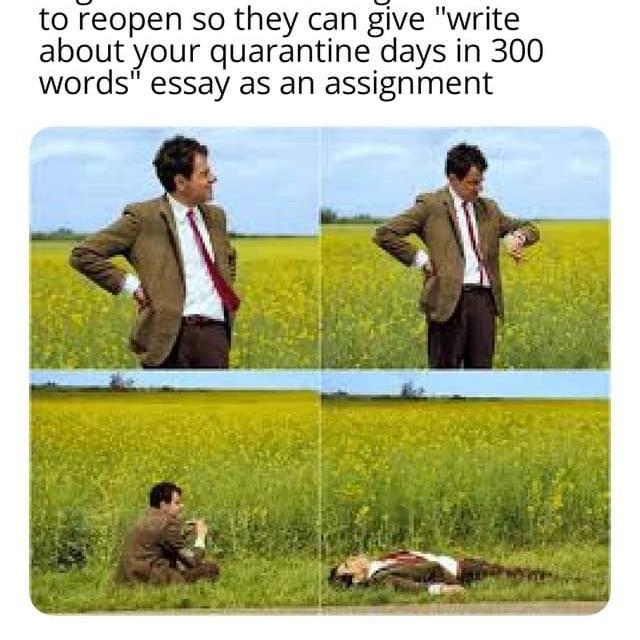 to reopen so they can give "write
about your quarantine days in 300
words" essay as an assignment